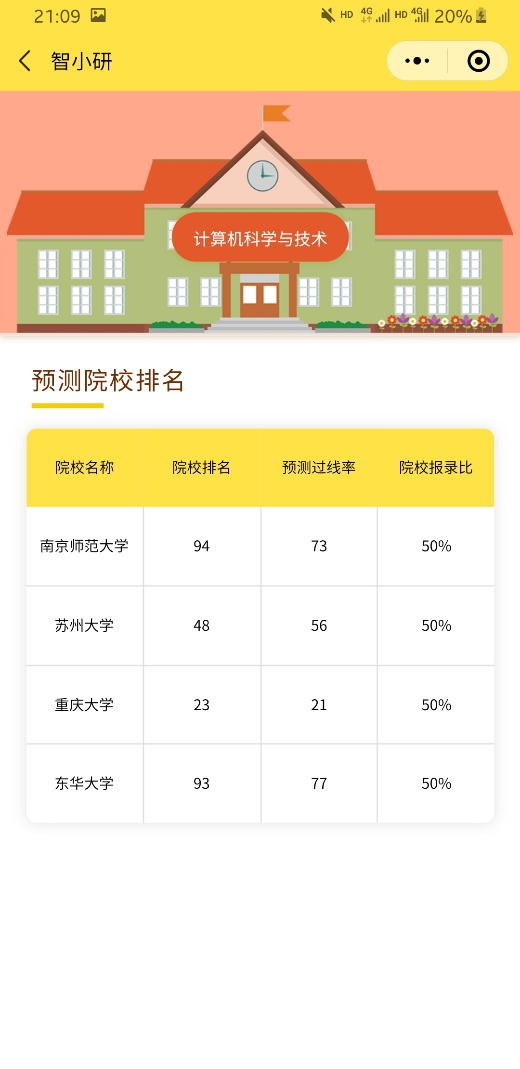 21:09 HD 4G HD 4G 20%
智小研
计算机科学与技术
预测院校排名
院校名称 院校排名 预测过线率 院校报录比
南京师范大学 94 73 50%
苏州大学 48 56 50%
重庆大学 23 21 50%
东华大学 93 77 50%